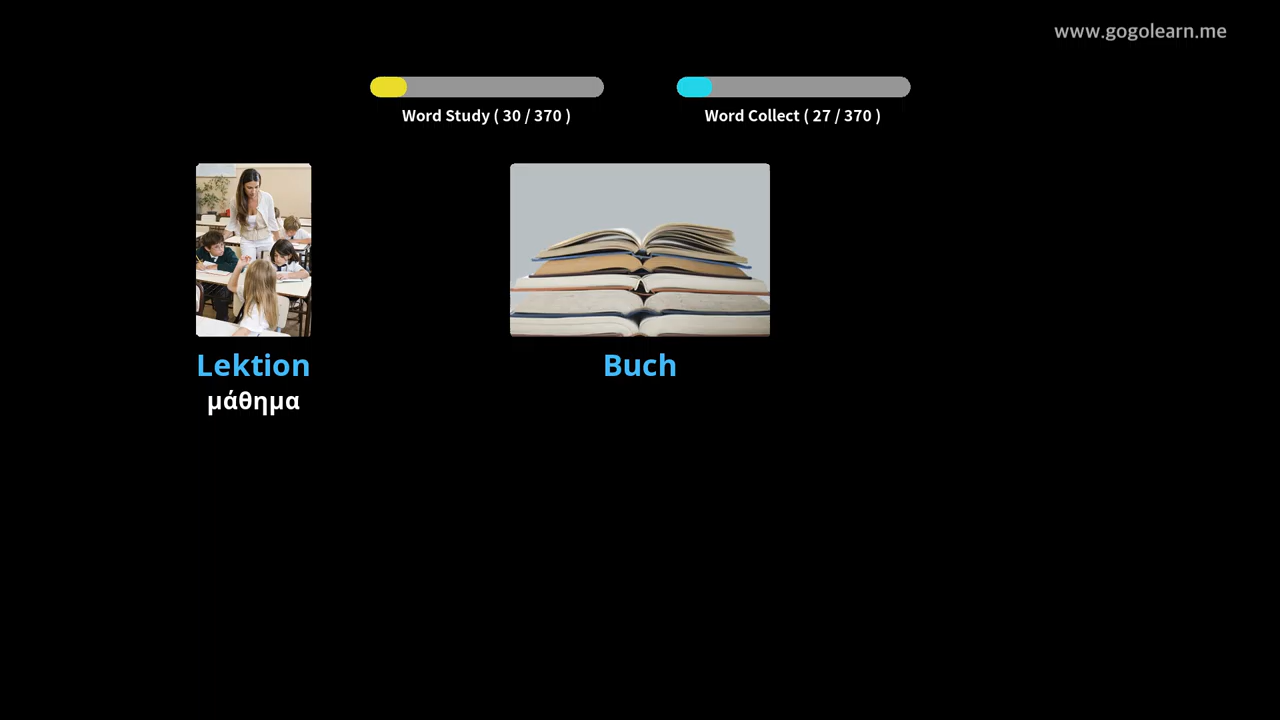 www.gogolearn.me
Word Study ( 30 / 370 )
Word Collect ( 27 / 370 )
Lektion
μάθημα
Buch